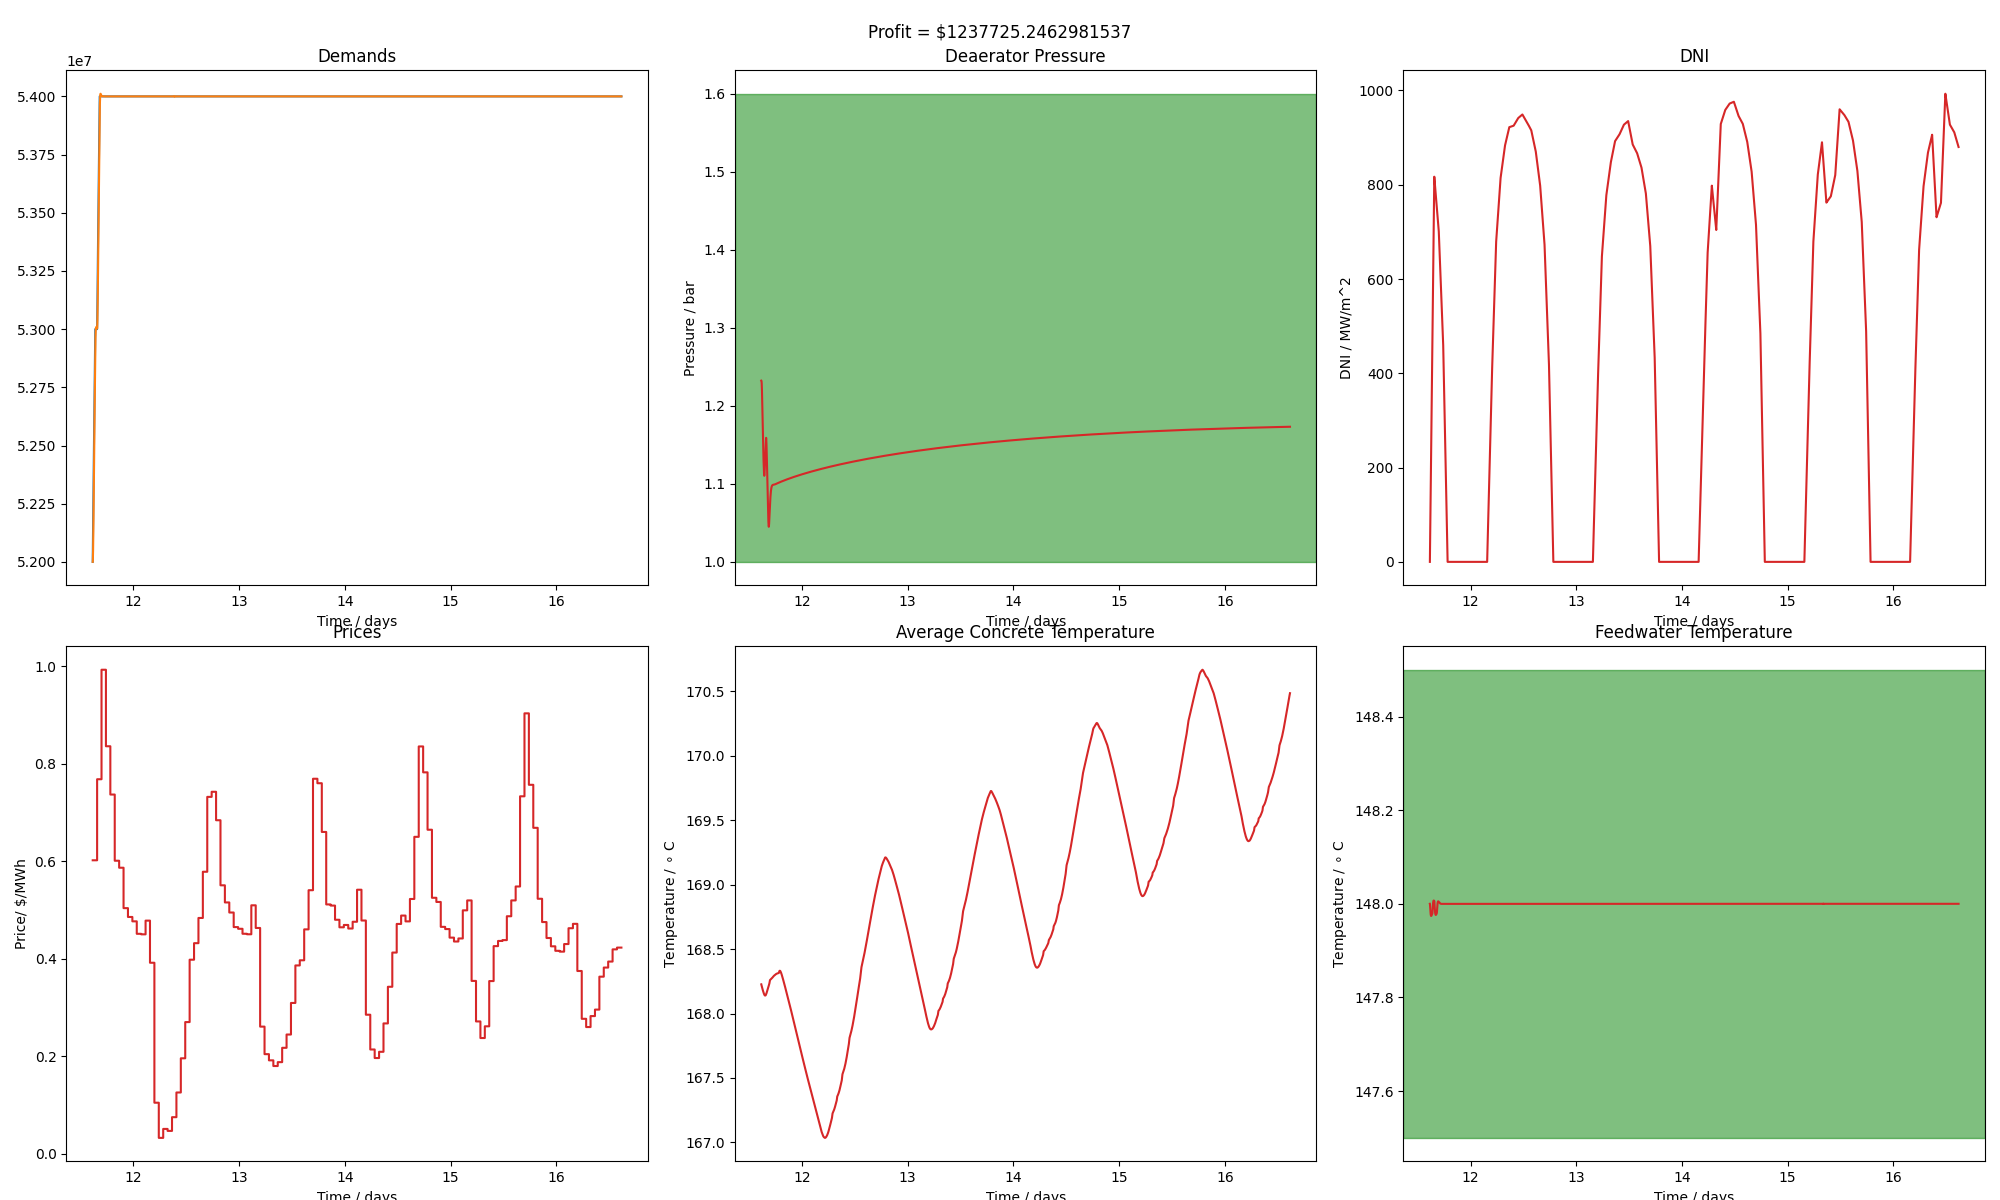 Profit = $1237725.2462981537
Demands
1e7
5.400
5.375
5.350
5.325
5.300
5.275
5.250
5.225
5.200
12 13 14 15 16
Time / days
Deaerator Pressure
Pressure / bar
1.6
1.5
1.4
1.3
1.2
1.1
1.0
12 13 14 15 16
Time / days
DNI
DNI / MW/m^2
1000
800
600
400
200
0
12 13 14 15 16
Time / days
Prices
Price/ $/MWh
1.0
0.8
0.6
0.4
0.2
0.0
12 13 14 15 16
Time / days
Average Concrete Temperature
Temperature / ∘ C
170.5
170.0
169.5
169.0
168.5
168.0
167.5
167.0
12 13 14 15 16
Time / days
Feedwater Temperature
Temperature / ∘ C
148.4
148.2
148.0
147.8
147.6
12 13 14 15 16
Time / days